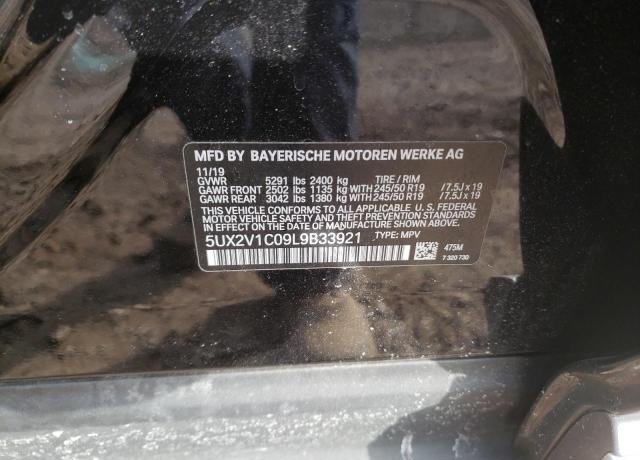 MFD BY BAYERISCHE MOTOREN WERKE AG
11/19
GVWR 5291 lbs 2400 kg TIRE / RIM
GAWR FRONT 2502 lbs 1135 kg WITH 245/50 R19 /7.5J x 19
GAWR REAR 3042 lbs 1380 kg WITH 245/50 R19 /7.5J x 19
THIS VEHICLE CONFORMS TO ALL APPLICABLE U.S. FEDERAL
MOTOR VEHICLE SAFETY AND THEFT PREVENTION STANDARDS
IN EFFECT ON THE DATE OF MANUFACTURE SHOWN ABOVE.
5UX2V1C09L9B33921 TYPE: MPV
475M
7 320 730